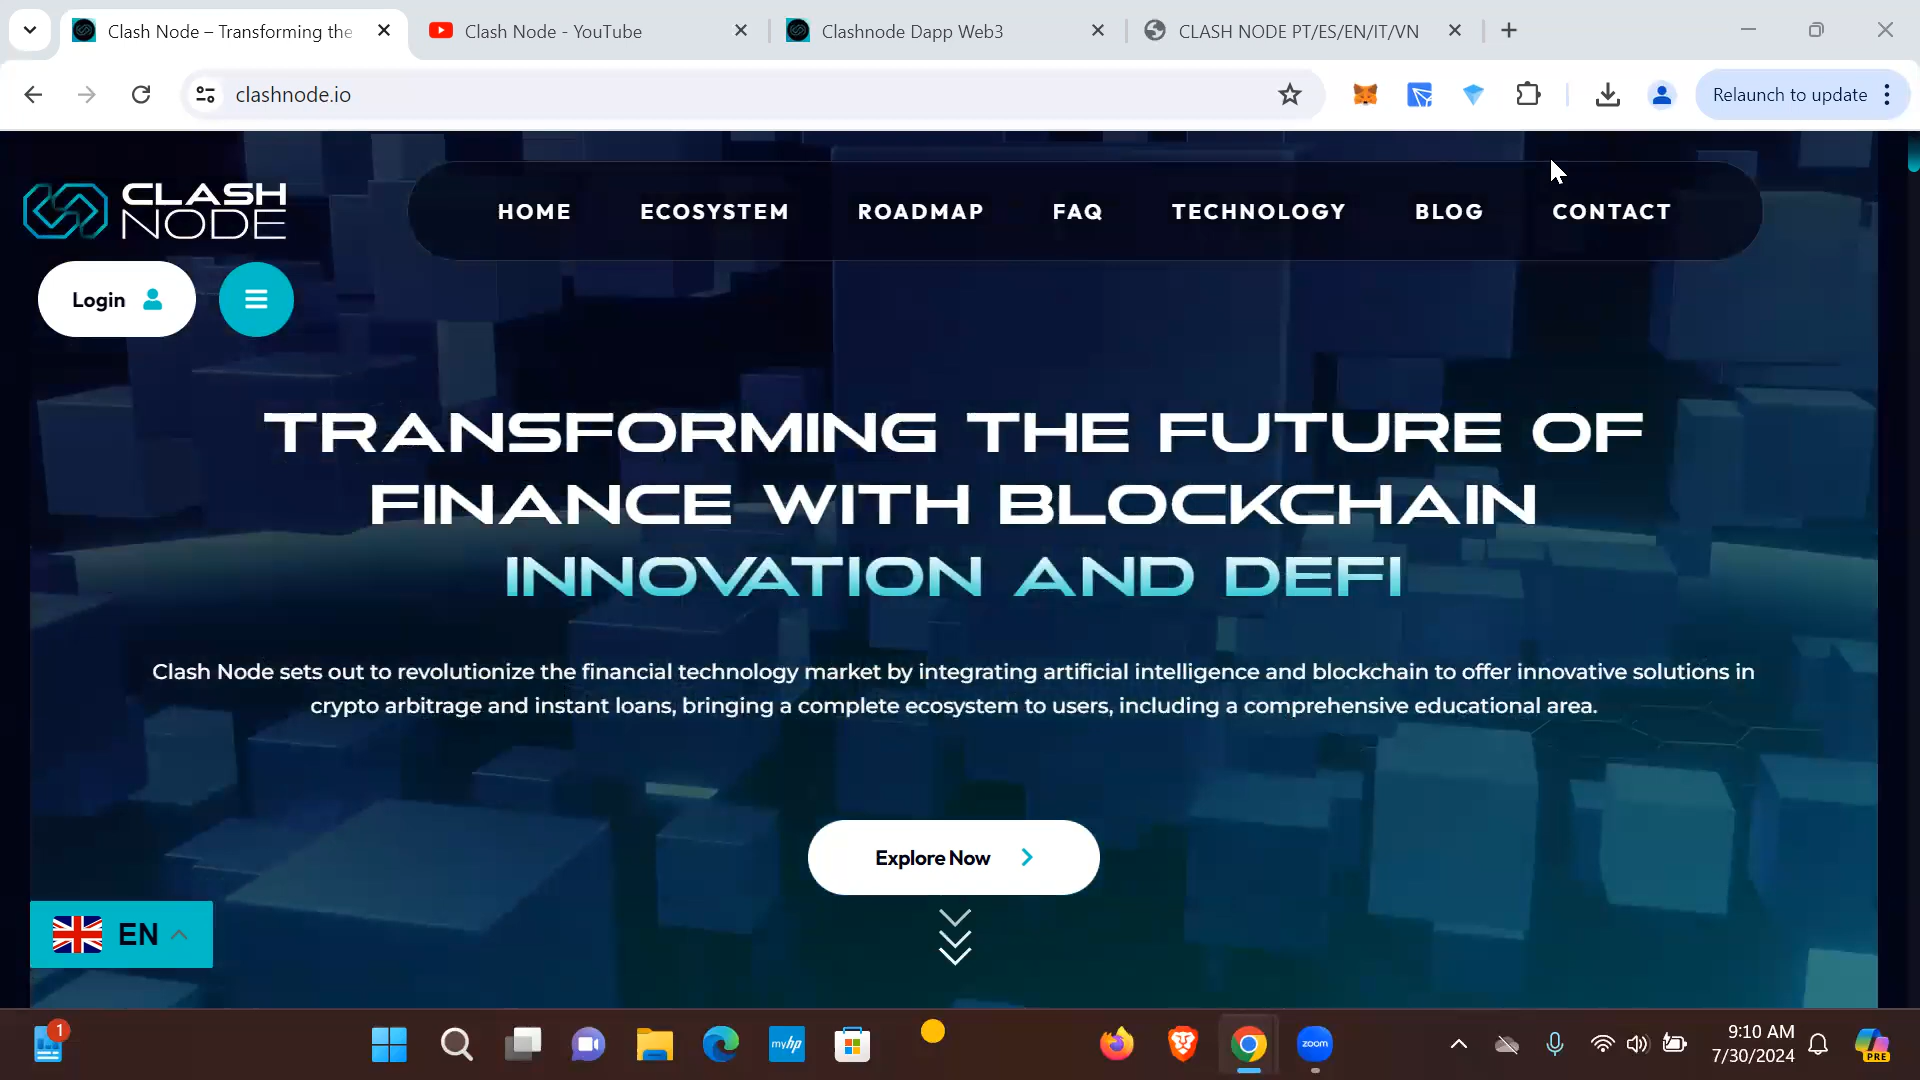 Clash Node – Transforming the
Clash Node - YouTube
Clashnode Dapp Web3
CLASH NODE PT/ES/EN/IT/VN
clashnode.io
Relaunch to update
CLASH
NODE
HOME
ECOSYSTEM
ROADMAP
FAQ
TECHNOLOGY
BLOG
CONTACT
Login
TRANSFORMING THE FUTURE OF
FINANCE WITH BLOCKCHAIN
INNOVATION AND DEFI
Clash Node sets out to revolutionize the financial technology market by integrating artificial intelligence and blockchain to offer innovative solutions in
crypto arbitrage and instant loans, bringing a complete ecosystem to users, including a comprehensive educational area.
Explore Now
EN
1
myhp
zoom
9:10 AM
7/30/2024
PRE